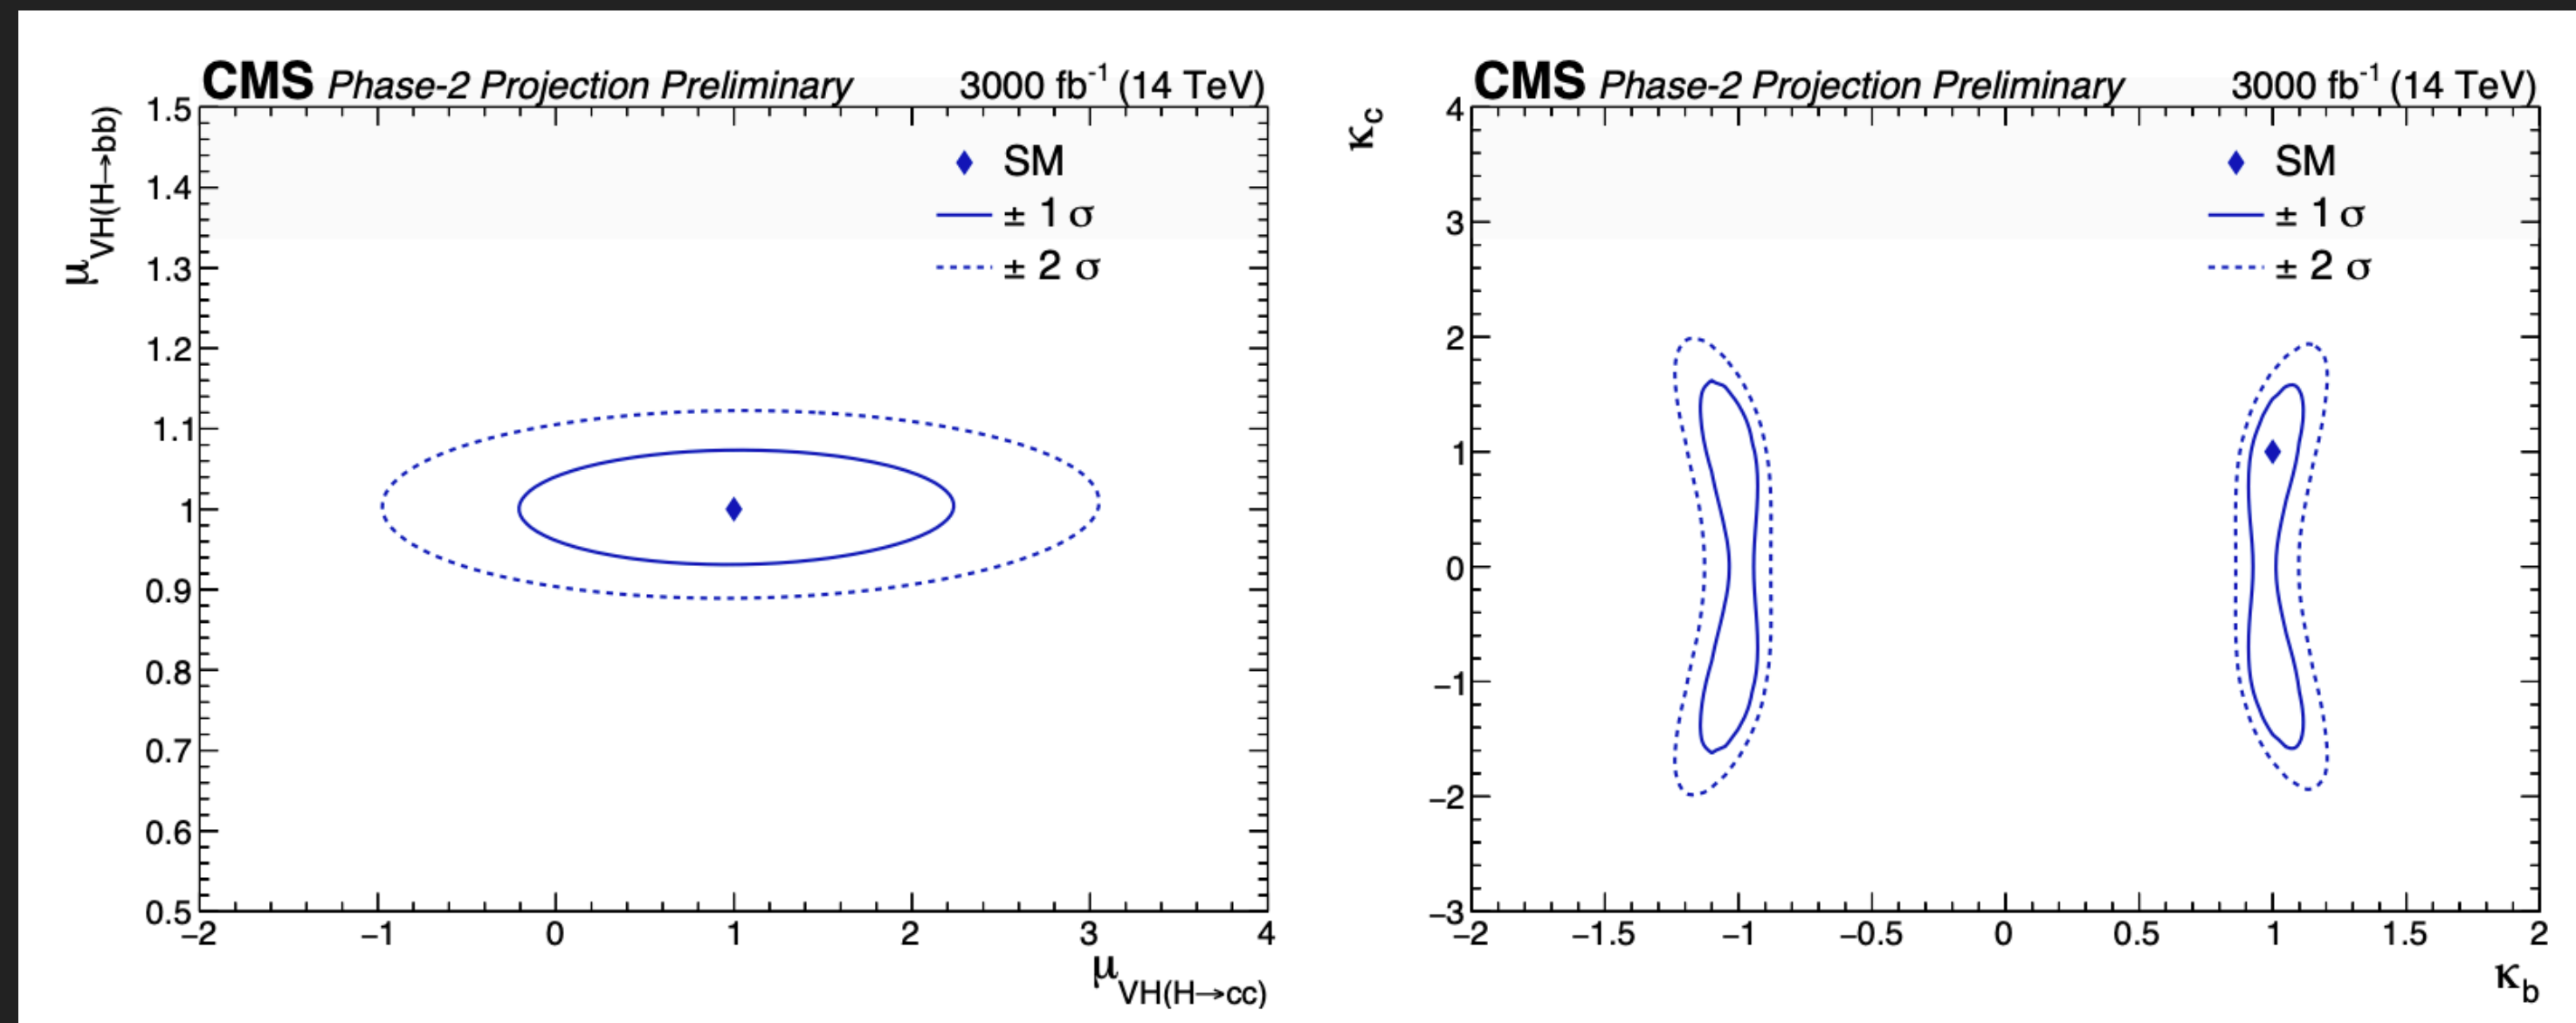 CMS Phase-2 Projection Preliminary 3000 fb⁻¹ (14 TeV)
μ_VH(H→bb)
1.5
1.4
1.3
1.2
1.1
1
0.9
0.8
0.7
0.6
0.5
SM
± 1 σ
± 2 σ
−2 −1 0 1 2 3 4
μ_VH(H→cc)
CMS Phase-2 Projection Preliminary 3000 fb⁻¹ (14 TeV)
κ_c
4
3
2
1
0
−1
−2
−3
SM
± 1 σ
± 2 σ
−2 −1.5 −1 −0.5 0 0.5 1 1.5 2
κ_b